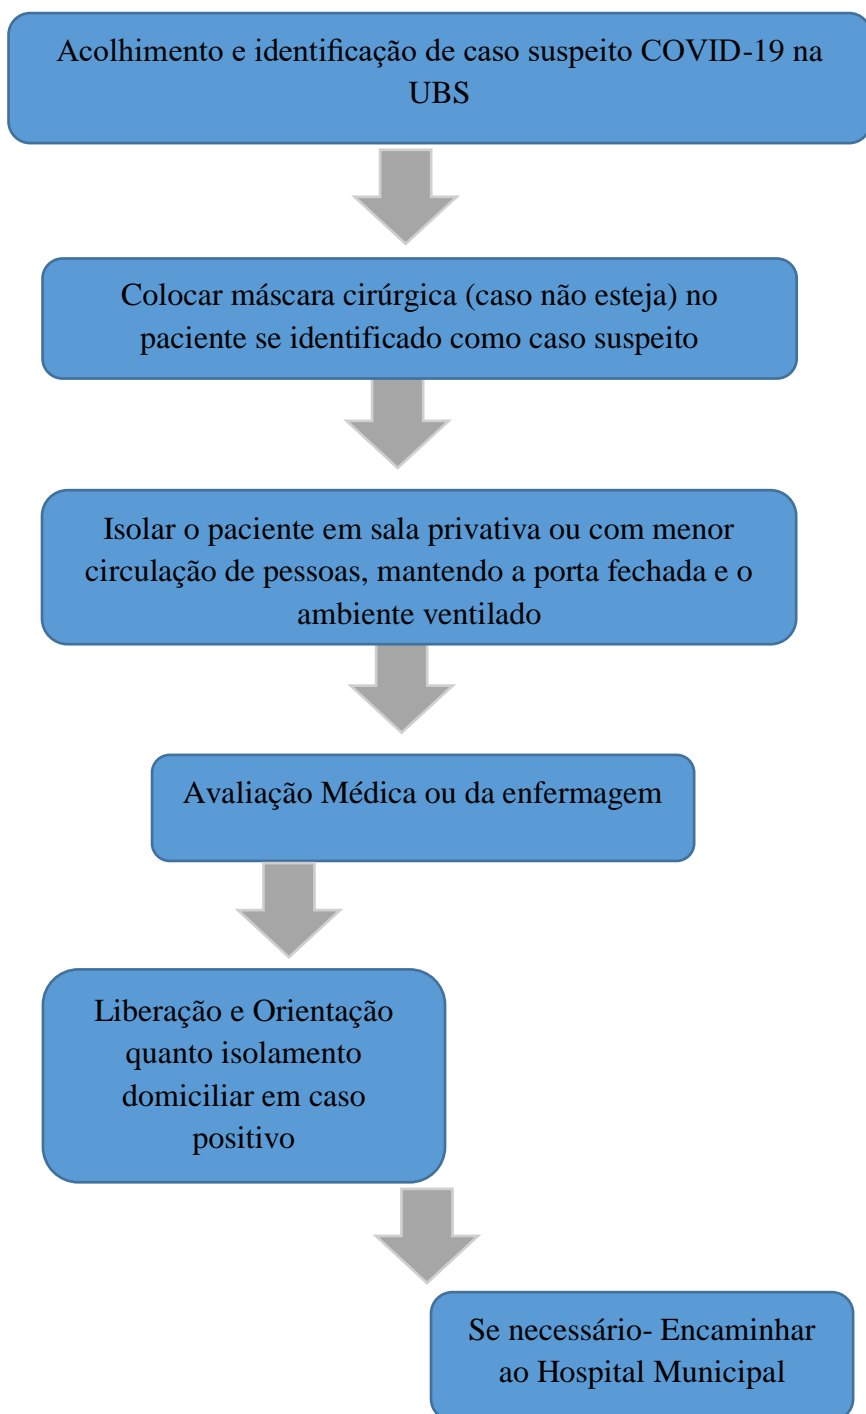 Acolhimento e identificação de caso suspeito COVID-19 na
UBS
Colocar máscara cirúrgica (caso não esteja) no
paciente se identificado como caso suspeito
Isolar o paciente em sala privativa ou com menor
circulação de pessoas, mantendo a porta fechada e o
ambiente ventilado
Avaliação Médica ou da enfermagem
Liberação e Orientação
quanto isolamento
domiciliar em caso
positivo
Se necessário- Encaminhar
ao Hospital Municipal